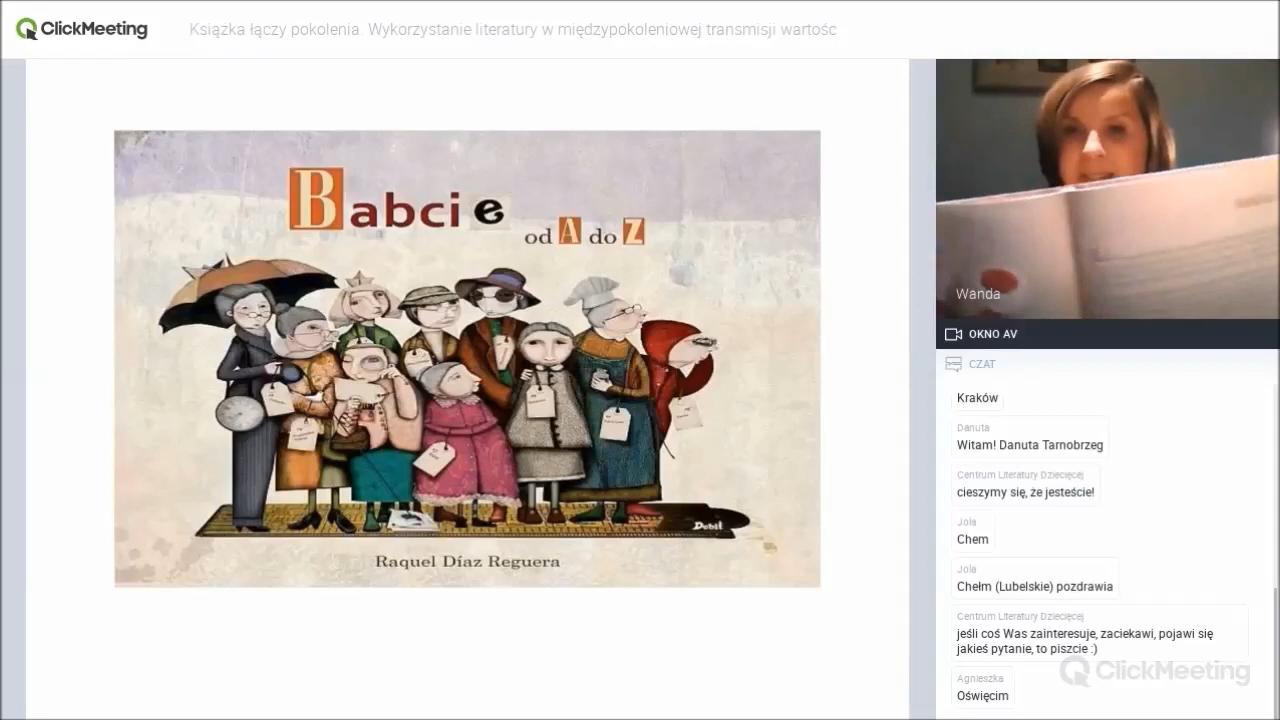 ClickMeeting
Książka łączy pokolenia. Wykorzystanie literatury w międzypokoleniowej transmisji wartośc
Babcie
od A do Z
Debit
Raquel Díaz Reguera
Wanda
OKNO AV
CZAT
Kraków
Danuta
Witam! Danuta Tarnobrzeg
Centrum Literatury Dziecięcej
cieszymy się, że jesteście!
Jola
Chem
Jola
Chełm (Lubelskie) pozdrawia
Centrum Literatury Dziecięcej
jeśli coś Was zainteresuje, zaciekawi, pojawi się
jakieś pytanie, to piszcie :)
ClickMeeting
Agnieszka
Oświęcim